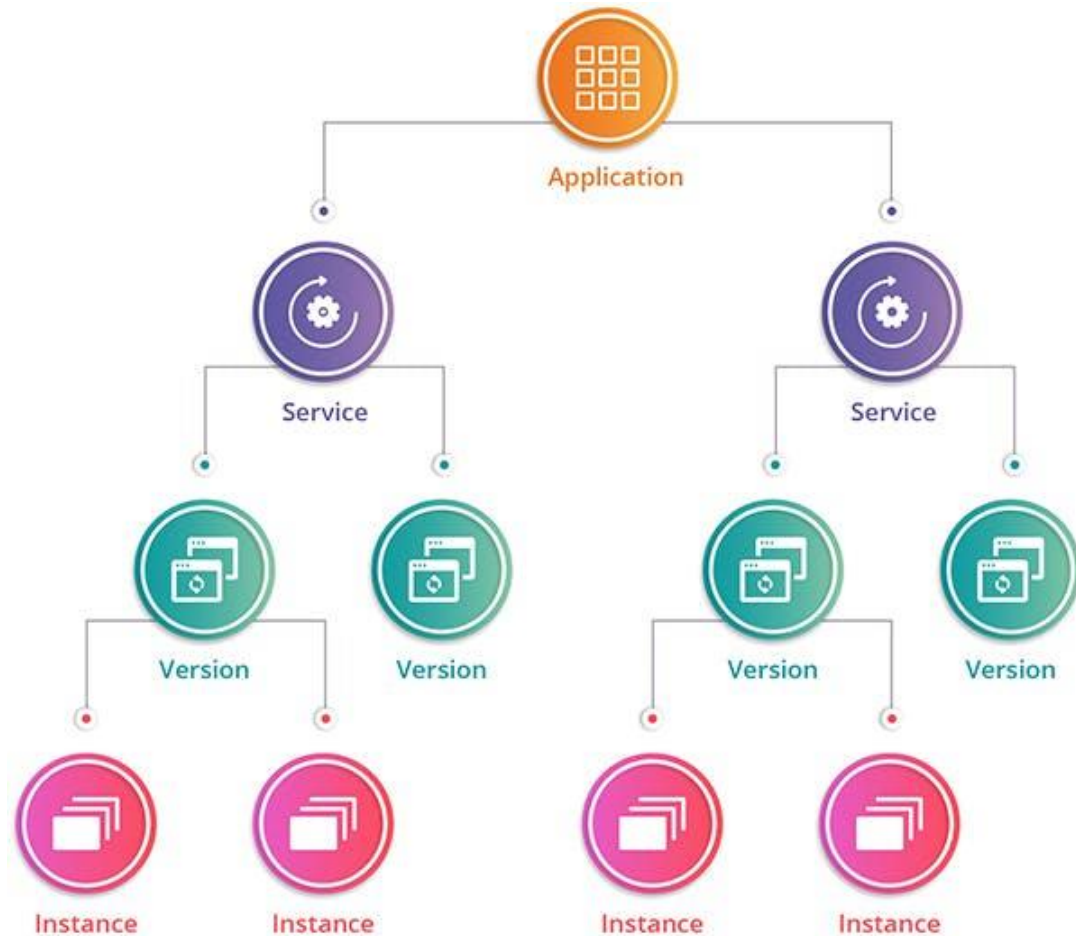 Application
Service
Service
Version
Version
Version
Version
Instance
Instance
Instance
Instance